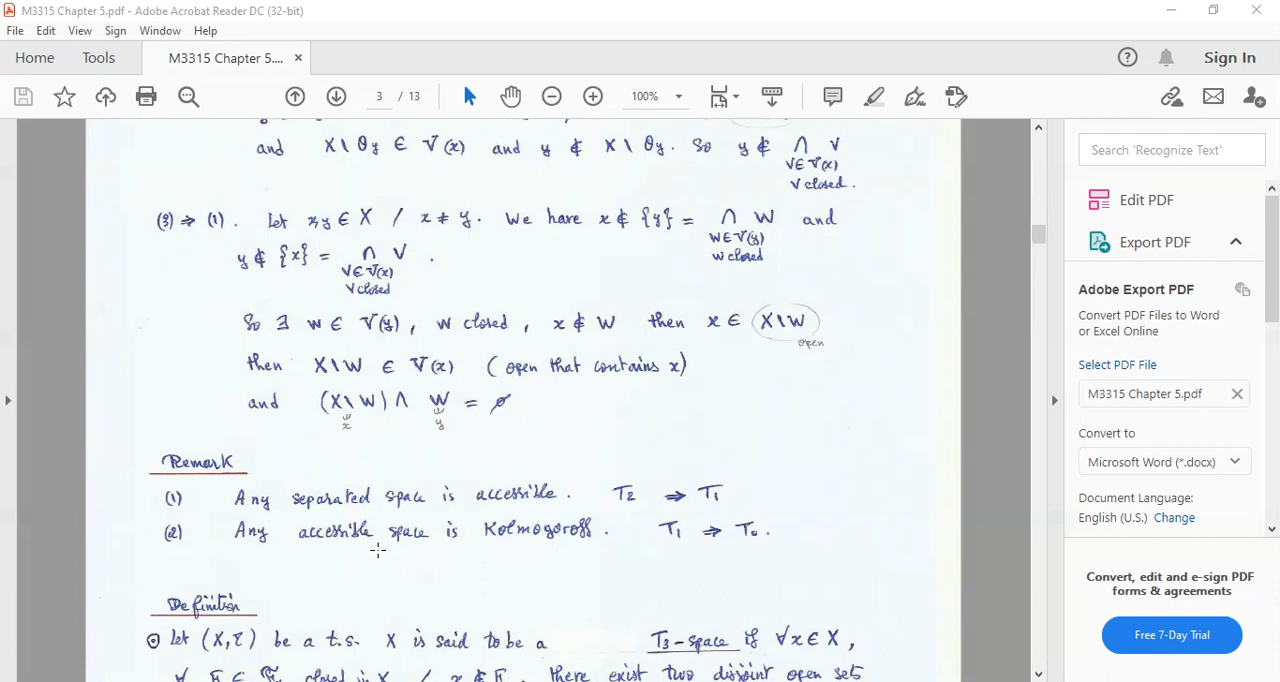 M3315 Chapter 5.pdf - Adobe Acrobat Reader DC (32-bit)
File Edit View Sign Window Help
Home Tools M3315 Chapter 5.... × Sign In
3 / 13 100%
and X\θy ∈ V(x) and y ∉ X\θy. So y ∉ ∩ V
V∈V(x)
V closed.
(3) ⇒ (1). Let x,y ∈ X / x ≠ y. We have x ∉ {y} = ∩ W and
W∈V(y)
W closed
y ∉ {x} = ∩ V .
V∈V(x)
V closed
So ∃ W ∈ V(y), W closed, x ∉ W then x ∈ X\W
open
then X\W ∈ V(x) (open that contains x)
and (X\W) ∩ W = ∅
x y
Remark
(1) Any separated space is accessible. T2 ⇒ T1
(2) Any accessible space is Kolmogoroff. T1 ⇒ T0.
Definition
⊙ Let (X,τ) be a t.s. X is said to be a T3-space if ∀x∈X,
closed in X / x ∉ F, there exist two disjoint open sets
Search 'Recognize Text'
Edit PDF
Export PDF
Adobe Export PDF
Convert PDF Files to Word
or Excel Online
Select PDF File
M3315 Chapter 5.pdf
Convert to
Microsoft Word (*.docx)
Document Language:
English (U.S.) Change
Convert, edit and e-sign PDF
forms & agreements
Free 7-Day Trial